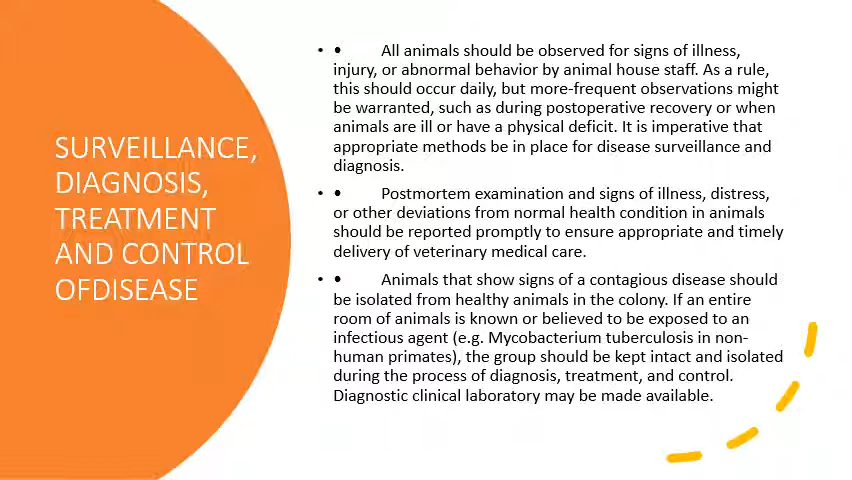 SURVEILLANCE,
DIAGNOSIS,
TREATMENT
AND CONTROL
OFDISEASE
• • All animals should be observed for signs of illness,
injury, or abnormal behavior by animal house staff. As a rule,
this should occur daily, but more-frequent observations might
be warranted, such as during postoperative recovery or when
animals are ill or have a physical deficit. It is imperative that
appropriate methods be in place for disease surveillance and
diagnosis.
• • Postmortem examination and signs of illness, distress,
or other deviations from normal health condition in animals
should be reported promptly to ensure appropriate and timely
delivery of veterinary medical care.
• • Animals that show signs of a contagious disease should
be isolated from healthy animals in the colony. If an entire
room of animals is known or believed to be exposed to an
infectious agent (e.g. Mycobacterium tuberculosis in non-
human primates), the group should be kept intact and isolated
during the process of diagnosis, treatment, and control.
Diagnostic clinical laboratory may be made available.